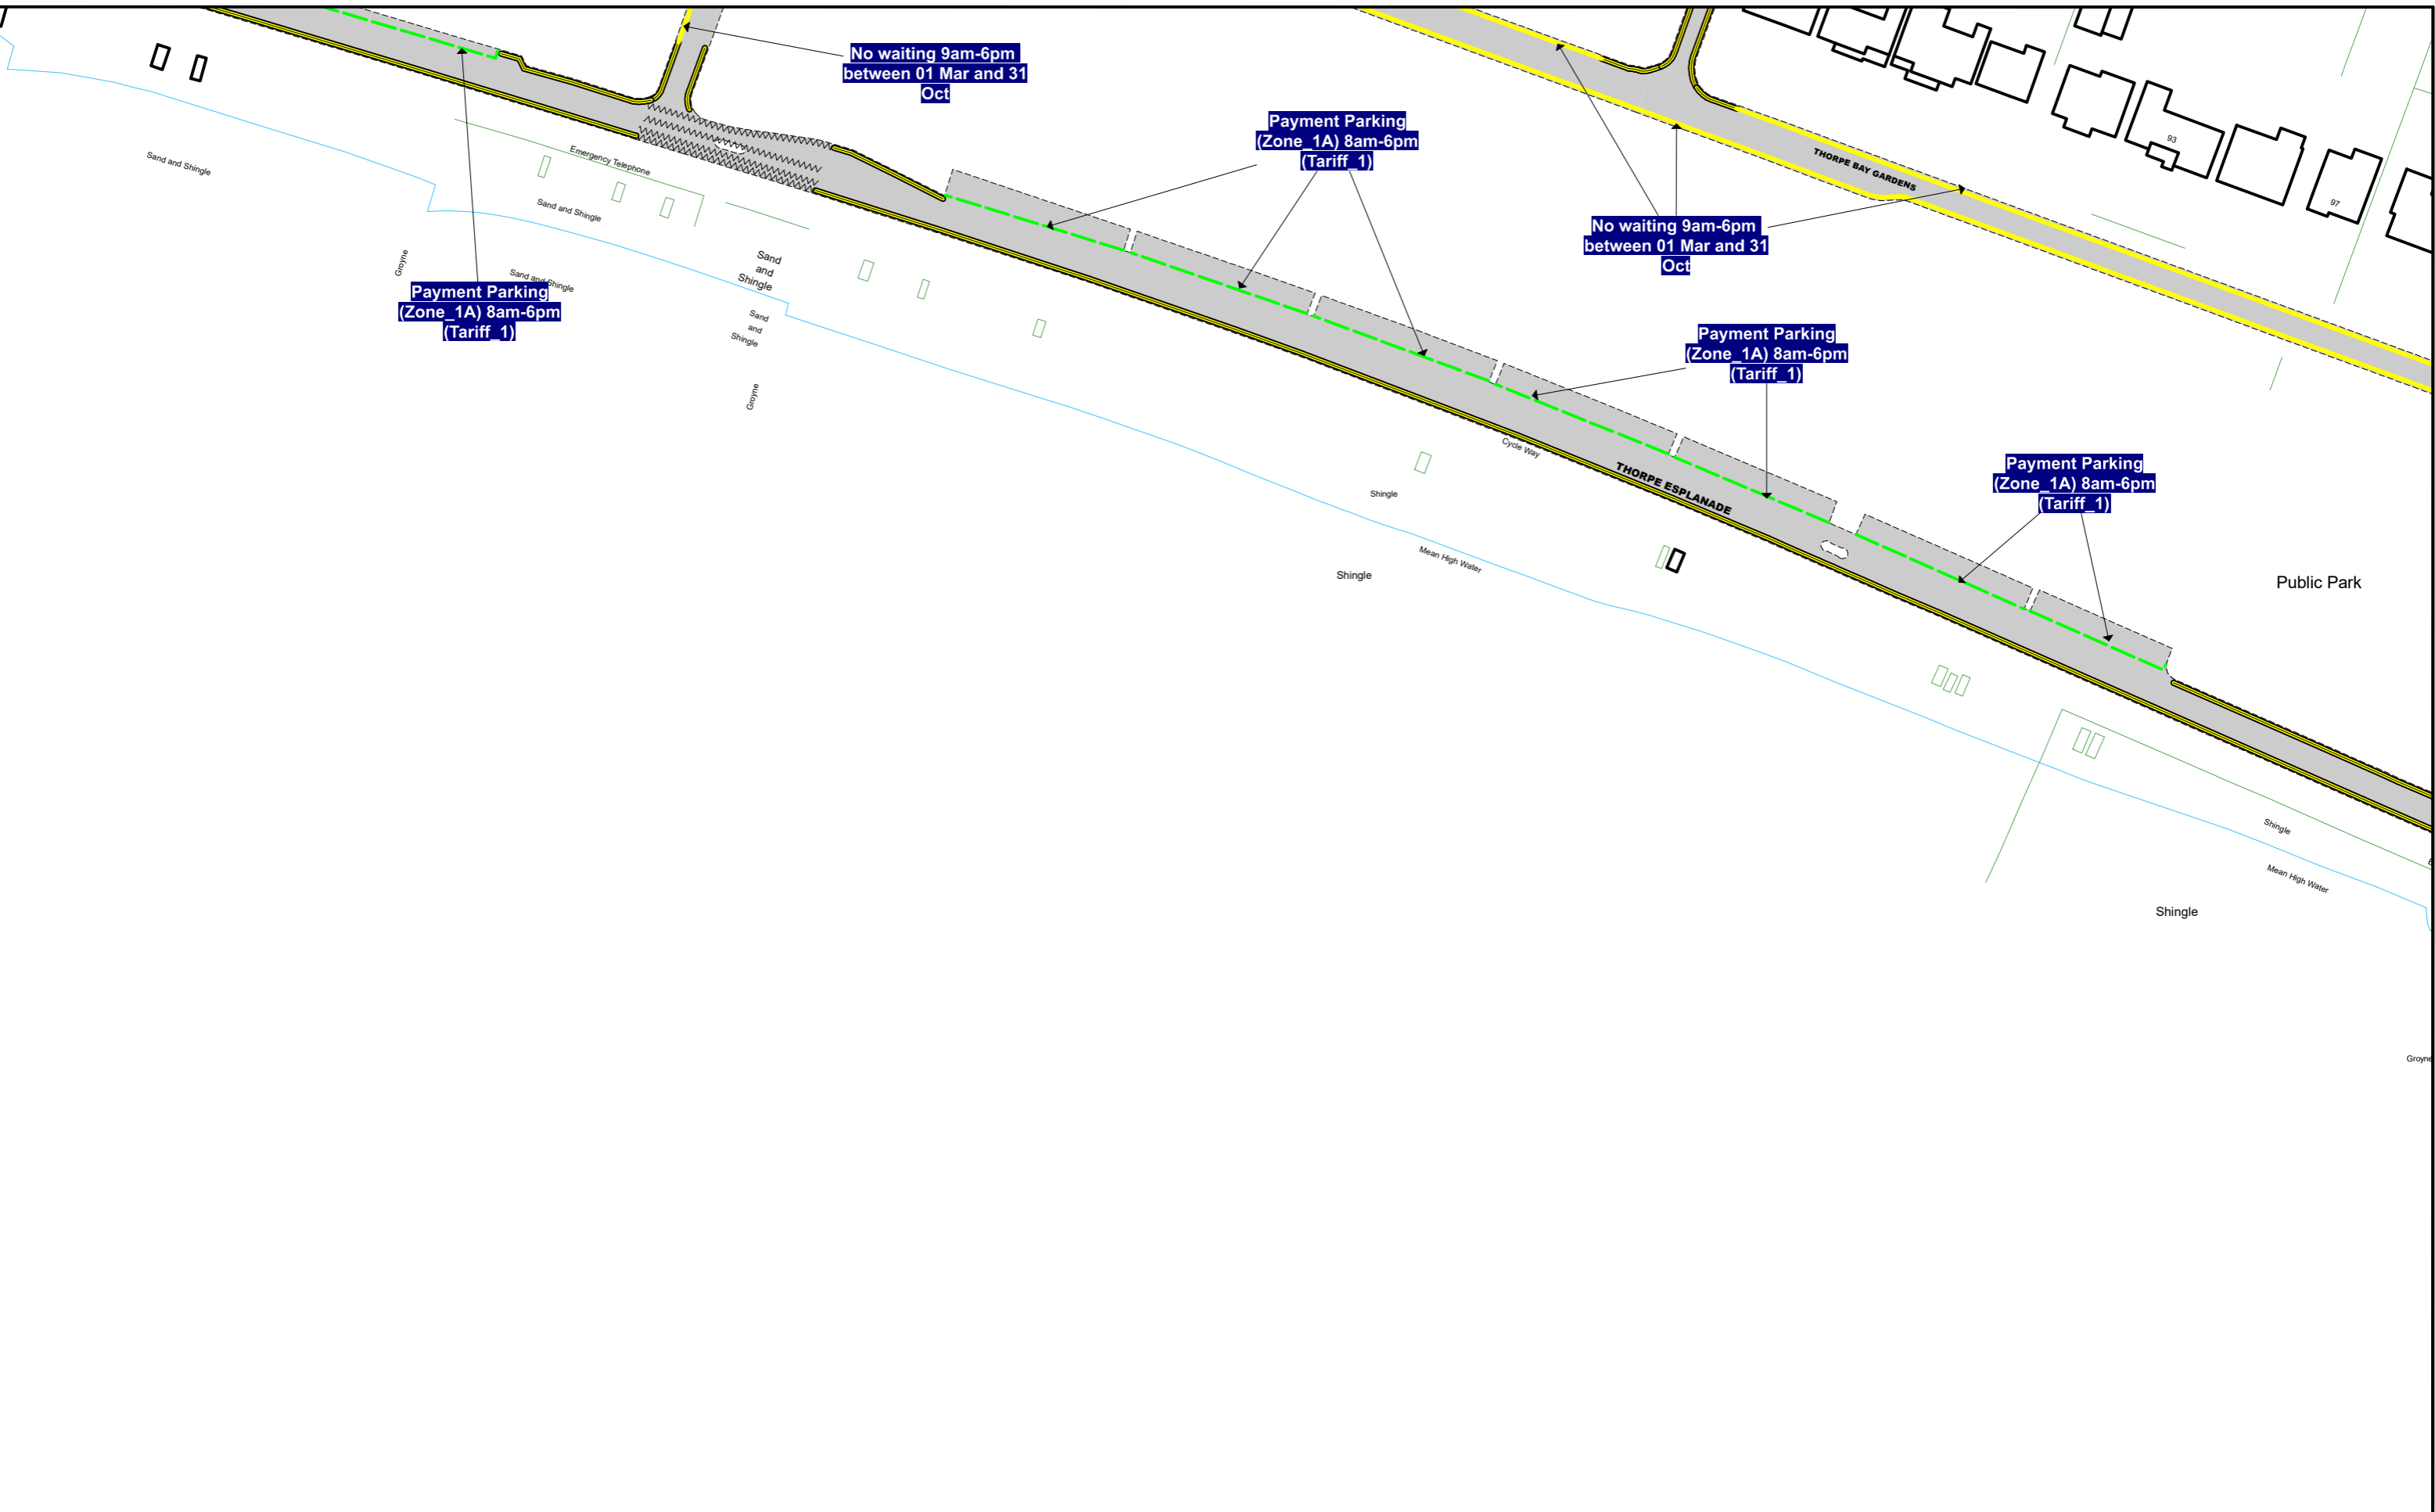 No waiting 9am-6pm
between 01 Mar and 31
Oct
Payment Parking
(Zone_1A) 8am-6pm
(Tariff_1)
93
THORPE BAY GARDENS
97
Emergency Telephone
Sand and Shingle
Sand and Shingle
No waiting 9am-6pm
between 01 Mar and 31
Oct
Groyne
Sand and Shingle
Payment Parking
(Zone_1A) 8am-6pm
(Tariff_1)
Sand
and
Shingle
Sand
and
Shingle
Groyne
Payment Parking
(Zone_1A) 8am-6pm
(Tariff_1)
Cycle Way
THORPE ESPLANADE
Shingle
Payment Parking
(Zone_1A) 8am-6pm
(Tariff_1)
Mean High Water
Shingle
Public Park
Shingle
Mean High Water
Shingle
Groyne